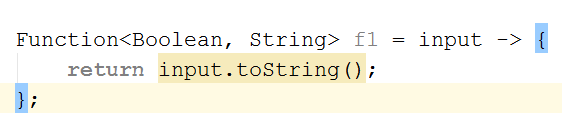 Function<Boolean, String> f1 = input -> {
    return input.toString();
};